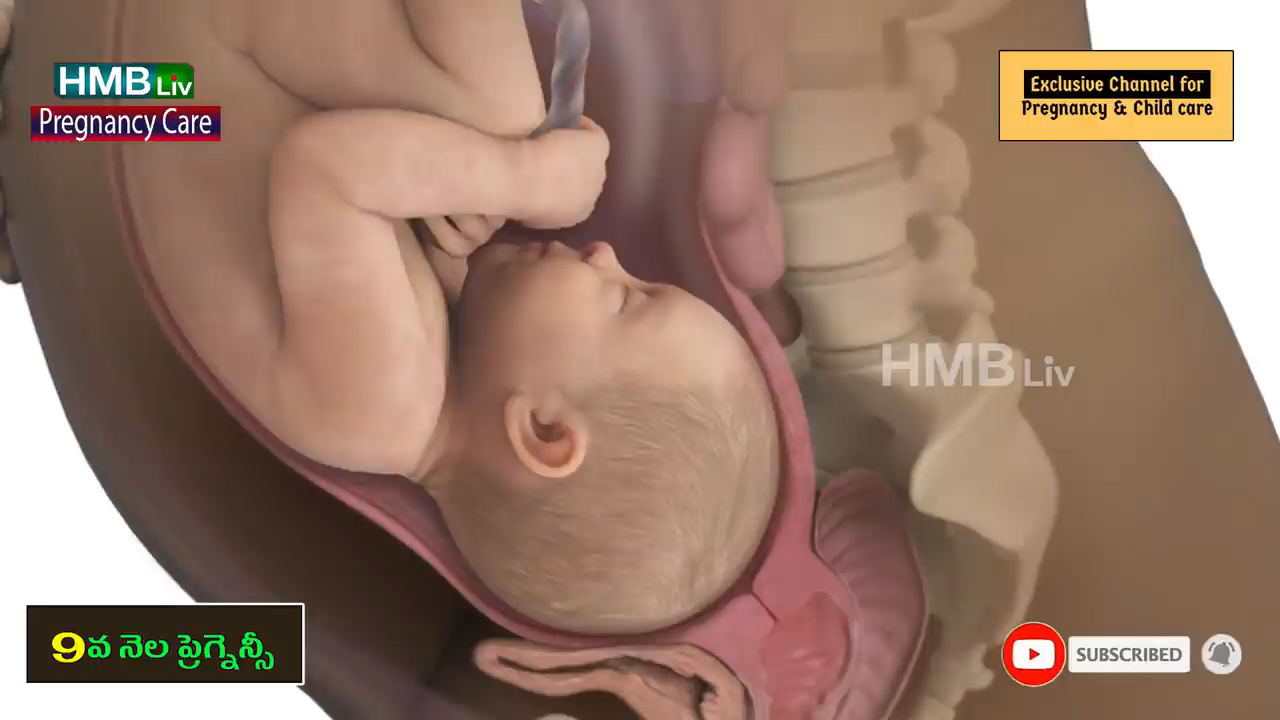 HMB Liv
Pregnancy Care
Exclusive Channel for
Pregnancy & Child care
HMB Liv
9వ నెల ప్రెగ్నెన్సీ
SUBSCRIBED